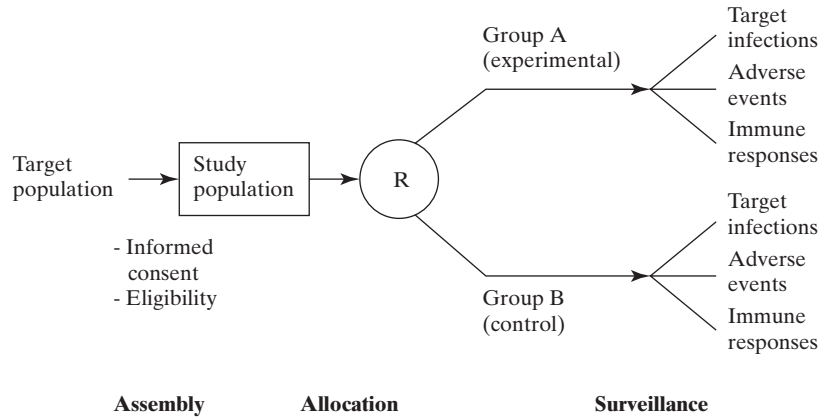 Target
population
Study
population
- Informed
consent
- Eligibility
R
Group A
(experimental)
Target
infections
Adverse
events
Immune
responses
Group B
(control)
Target
infections
Adverse
events
Immune
responses
Assembly
Allocation
Surveillance